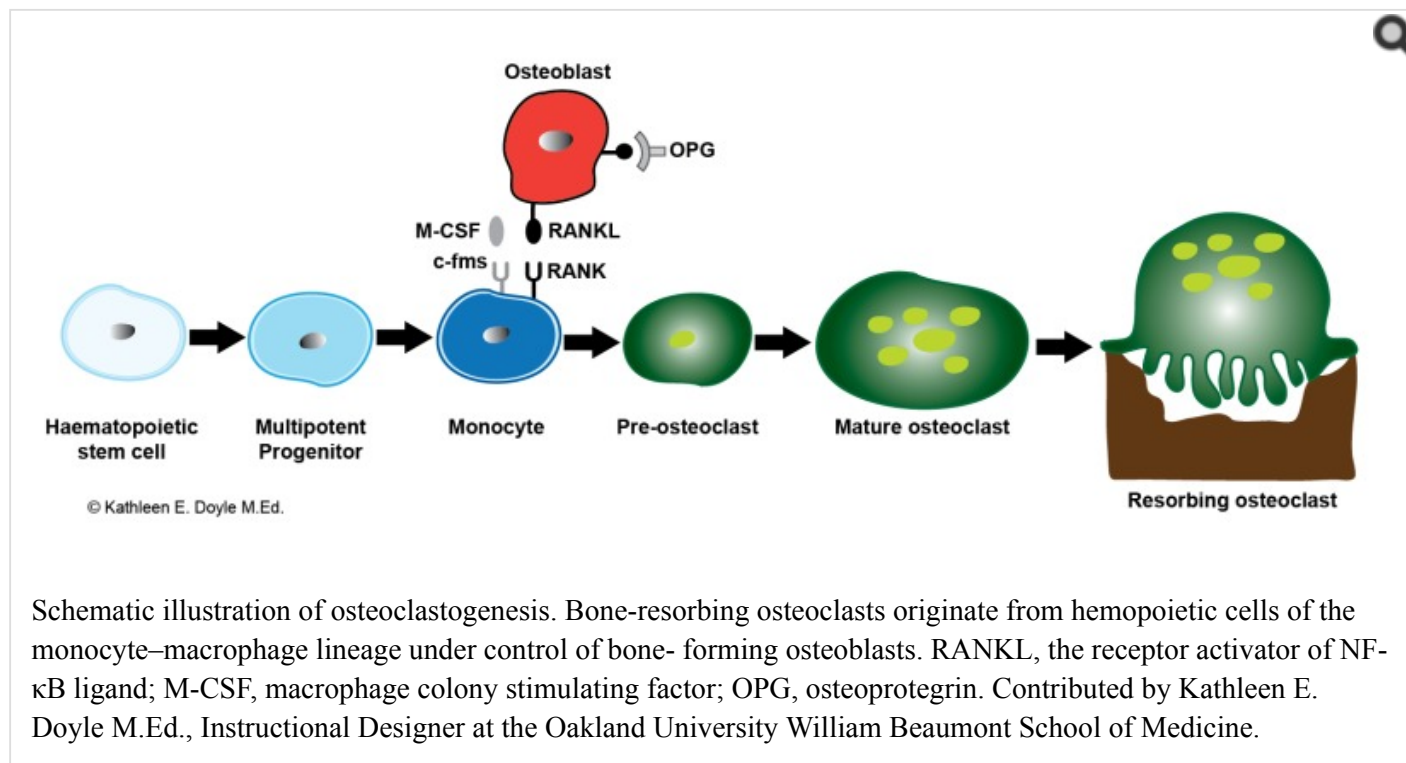 Osteoblast
OPG
M-CSF
RANKL
c-fms
RANK
Haematopoietic
stem cell
Multipotent
Progenitor
Monocyte
Pre-osteoclast
Mature osteoclast
Resorbing osteoclast
© Kathleen E. Doyle M.Ed.
Schematic illustration of osteoclastogenesis. Bone-resorbing osteoclasts originate from hemopoietic cells of the
monocyte–macrophage lineage under control of bone- forming osteoblasts. RANKL, the receptor activator of NF-
κB ligand; M-CSF, macrophage colony stimulating factor; OPG, osteoprotegrin. Contributed by Kathleen E.
Doyle M.Ed., Instructional Designer at the Oakland University William Beaumont School of Medicine.